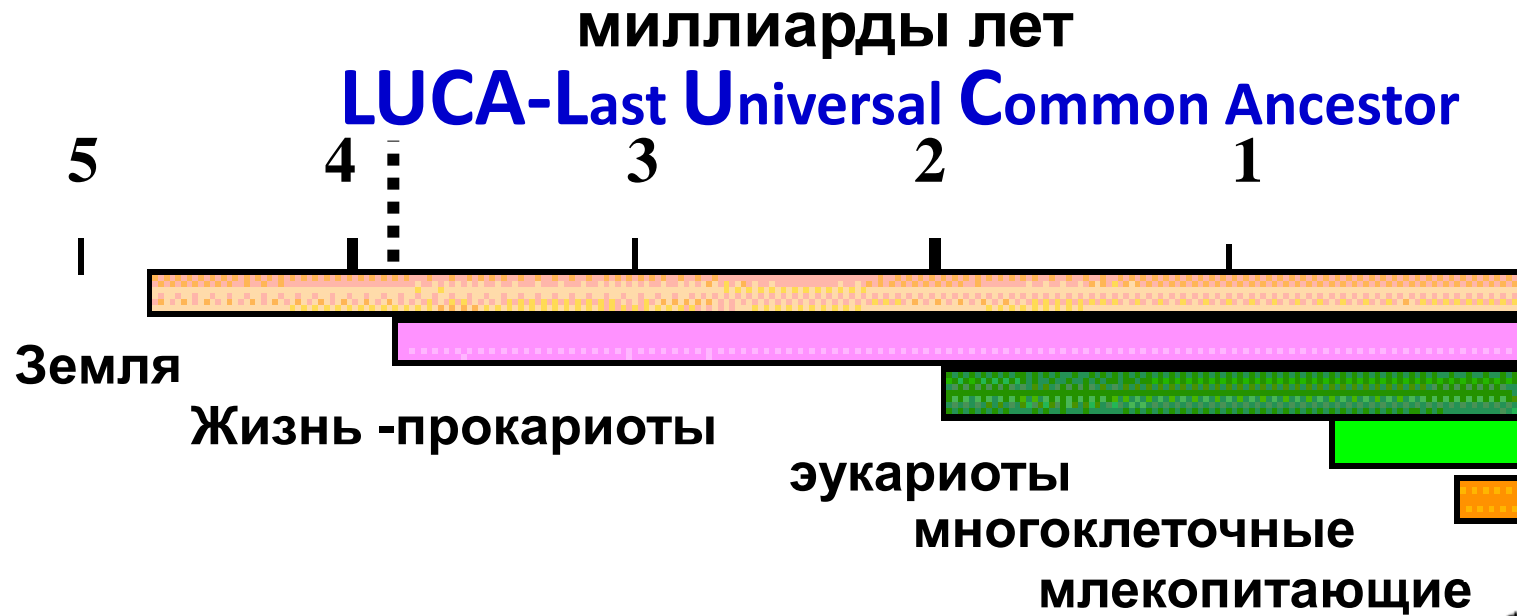 миллиарды лет
LUCA-Last Universal Common Ancestor
5 4 3 2 1
Земля
Жизнь -прокариоты
эукариоты
многоклеточные
млекопитающие